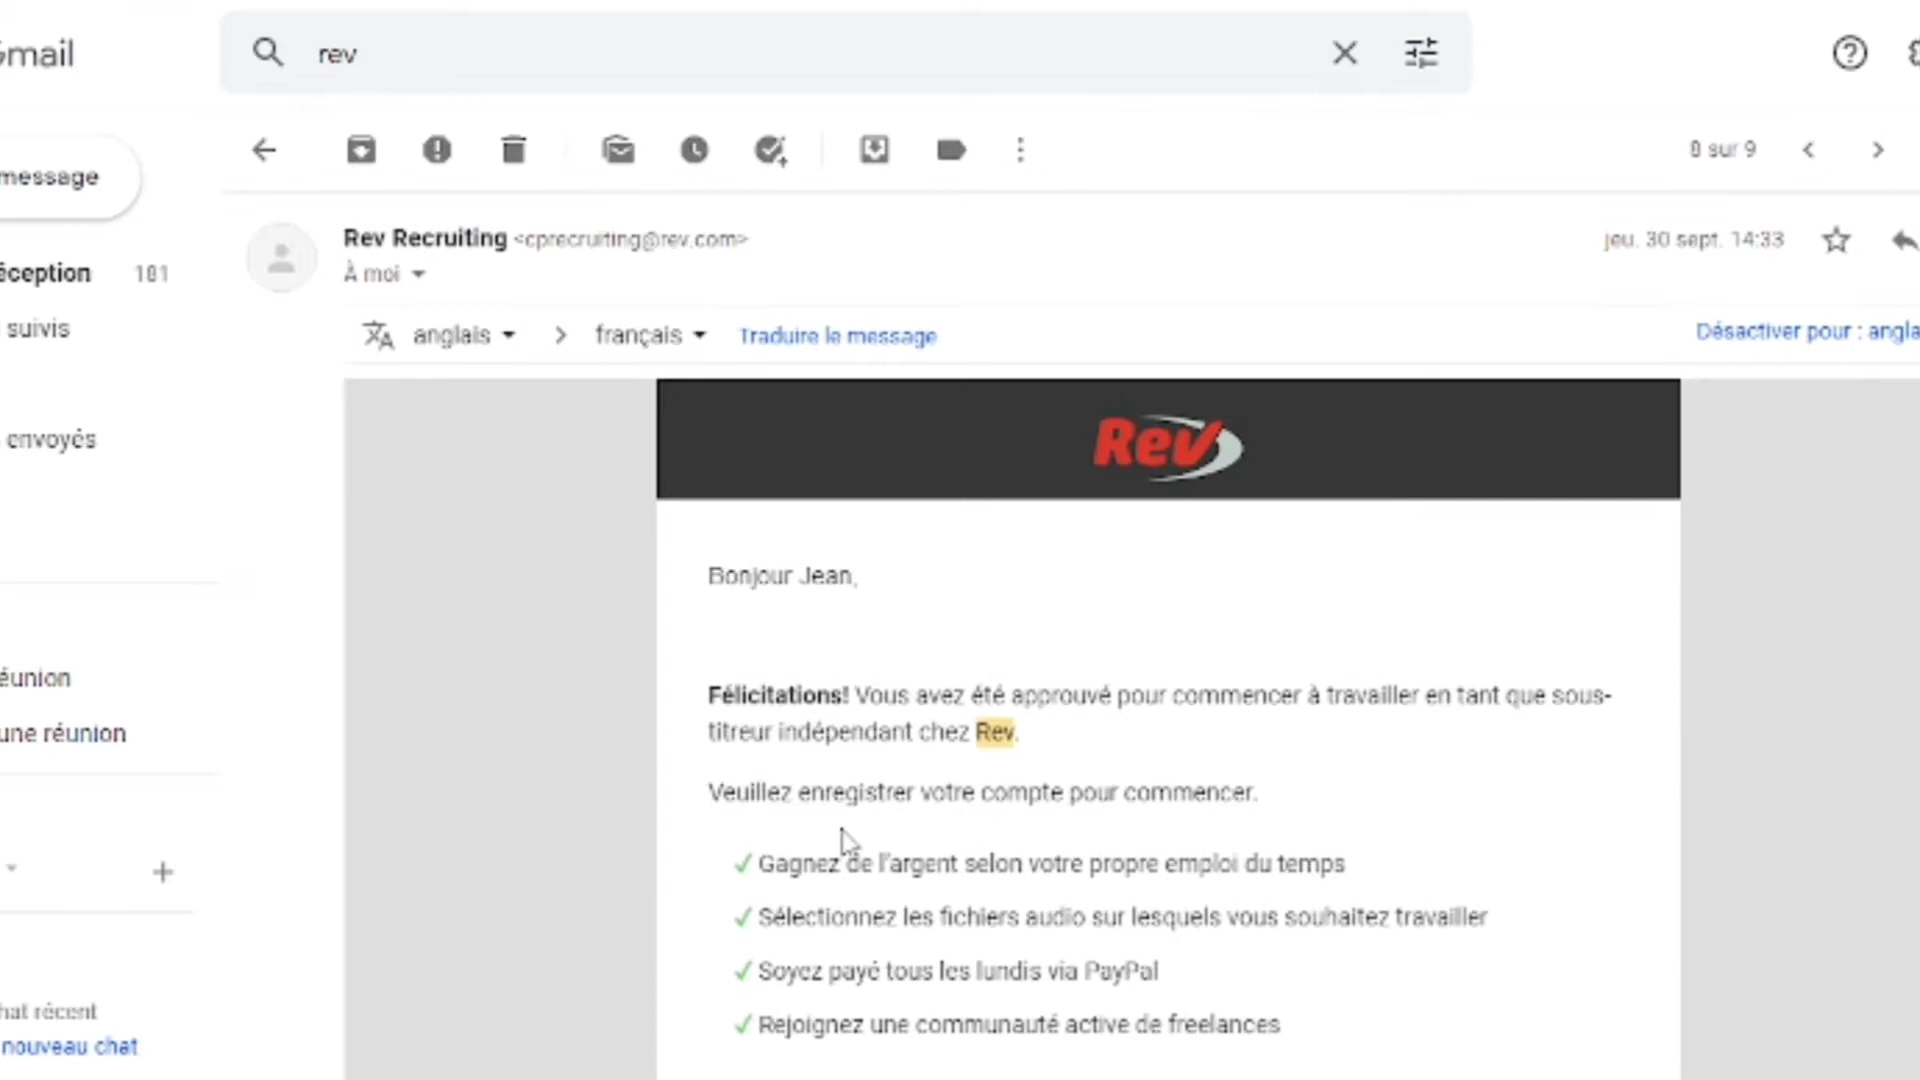 Gmail
rev
message
8 sur 9
Rev Recruiting <cprecruiting@rev.com>
jeu. 30 sept. 14:33
À moi
éception 181
suivis
anglais > français Traduire le message
Désactiver pour : angla
Rev
envoyés
Bonjour Jean,
éunion
Félicitations! Vous avez été approuvé pour commencer à travailler en tant que sous-
titreur indépendant chez Rev.
une réunion
Veuillez enregistrer votre compte pour commencer.
✓ Gagnez de l'argent selon votre propre emploi du temps
✓ Sélectionnez les fichiers audio sur lesquels vous souhaitez travailler
✓ Soyez payé tous les lundis via PayPal
hat récent
✓ Rejoignez une communauté active de freelances
nouveau chat